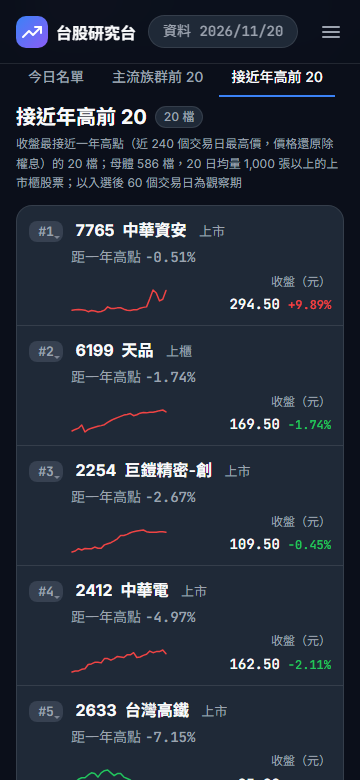 台股研究台
資料 2026/11/20
今日名單
主流族群前 20
接近年高前 20
接近年高前 20
20 檔
收盤最接近一年高點（近 240 個交易日最高價，價格還原除
權息）的 20 檔；母體 586 檔，20 日均量 1,000 張以上的上
市櫃股票；以入選後 60 個交易日為觀察期
#1
7765 中華資安 上市
距一年高點 -0.51%
收盤（元）
294.50 +9.89%
#2
6199 天品 上櫃
距一年高點 -1.74%
收盤（元）
169.50 -1.74%
#3
2254 巨鎧精密-創 上市
距一年高點 -2.67%
收盤（元）
109.50 -0.45%
#4
2412 中華電 上市
距一年高點 -4.97%
收盤（元）
162.50 -2.11%
#5
2633 台灣高鐵 上市
距一年高點 -7.15%
收盤（元）